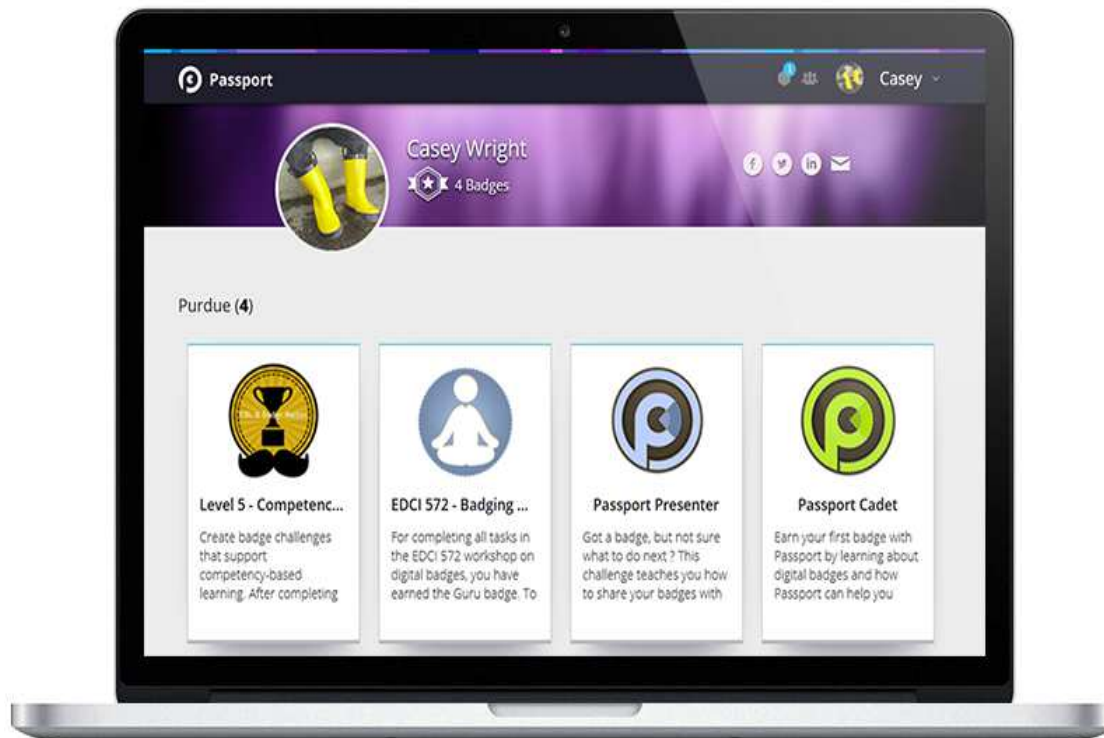 Passport
1
Casey
Casey Wright
4 Badges
Purdue (4)
Level 5 - Competenc...
Create badge challenges
that support
competency-based
learning. After completing
EDCI 572 - Badging ...
For completing all tasks in
the EDCI 572 workshop on
digital badges, you have
earned the Guru badge. To
Passport Presenter
Got a badge, but not sure
what to do next ? This
challenge teaches you how
to share your badges with
Passport Cadet
Earn your first badge with
Passport by learning about
digital badges and how
Passport can help you